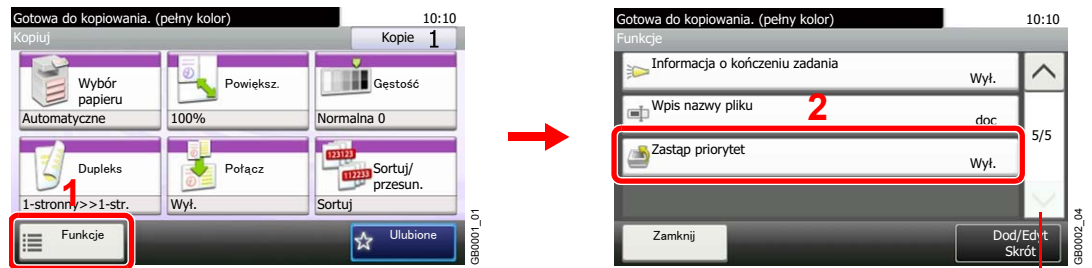 Gotowa do kopiowania. (pełny kolor) 10:10
Kopiuj Kopie 1
Wybór papieru
Automatyczne
Powiększ.
100%
Gęstość
Normalna 0
Dupleks
1-stronny>>1-str.
Połącz
Wył.
123123
112233
Sortuj/ przesun.
Sortuj
1
Funkcje
Ulubione
GB0001_01
Gotowa do kopiowania. (pełny kolor) 10:10
Funkcje
Informacja o kończeniu zadania
Wył.
Wpis nazwy pliku
doc
2
5/5
Zastąp priorytet
Wył.
Zamknij
Dod/Edyt
Skrót
GB0002_04